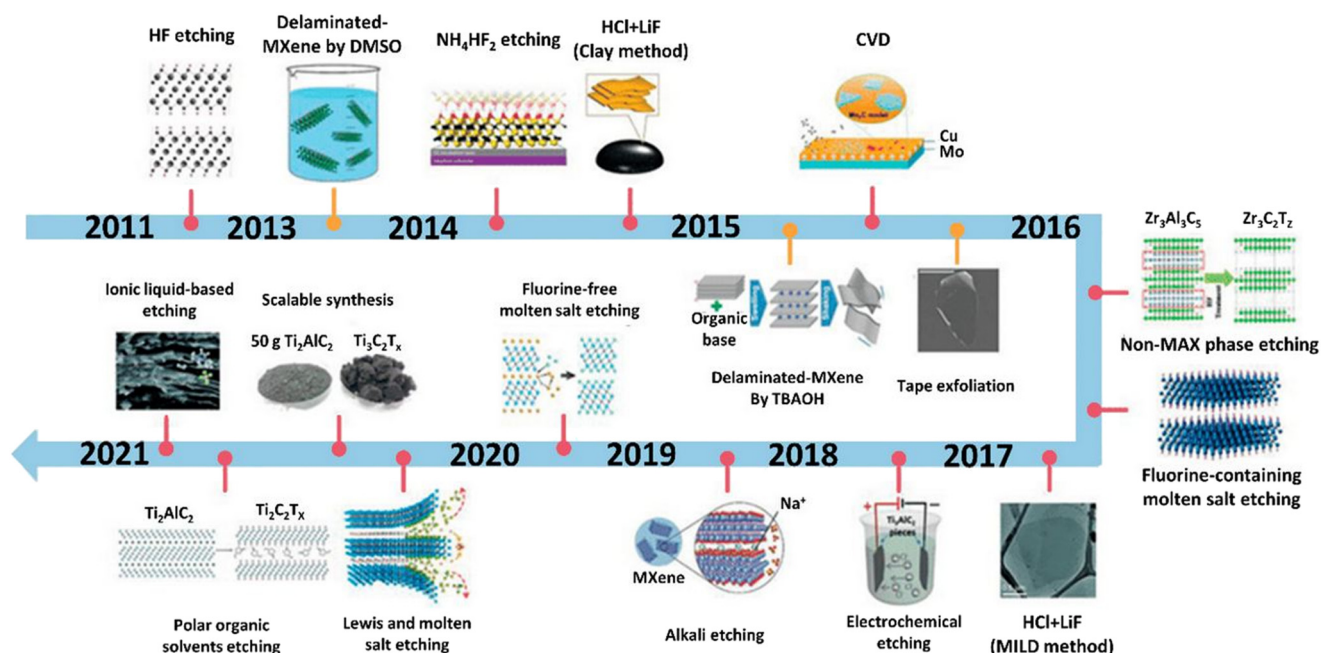 HF etching
Delaminated-
MXene by DMSO
NH₄HF₂ etching
HCl+LiF
(Clay method)
CVD
Cu
Mo
2011
2013
2014
2015
2016
Zr₃Al₃C₅
Zr₃C₂T_z
Non-MAX phase etching
Ionic liquid-based
etching
Scalable synthesis
50 g Ti₂AlC₂
Ti₃C₂Tₓ
Fluorine-free
molten salt etching
Organic
base
Swelling
Delaminated-MXene
By TBAOH
Tape exfoliation
Fluorine-containing
molten salt etching
2021
2020
2019
2018
2017
Ti₂AlC₂
Ti₂C₂Tₓ
Polar organic
solvents etching
Lewis and molten
salt etching
MXene
Na⁺
Alkali etching
+
−
pieces
Electrochemical
etching
HCl+LiF
(MILD method)